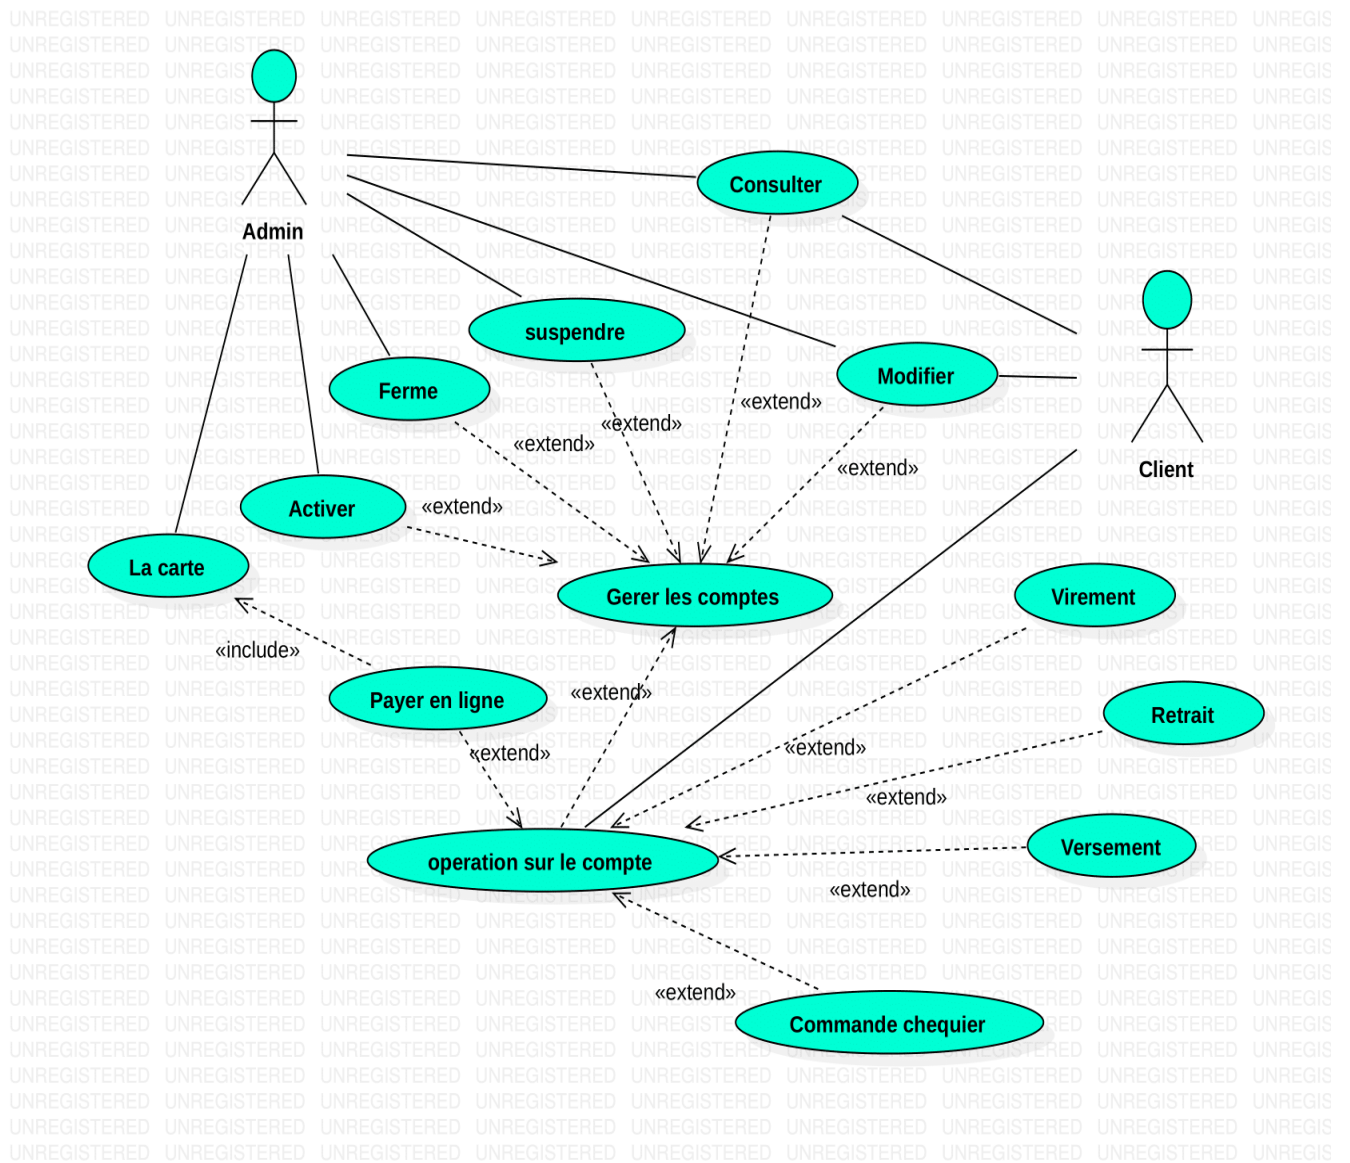 Admin
Consulter
suspendre
Ferme
Modifier
«extend»
«extend»
«extend»
«extend»
Client
Activer
«extend»
La carte
Gerer les comptes
Virement
«include»
Payer en ligne
«extend»
Retrait
«extend»
«extend»
«extend»
operation sur le compte
Versement
«extend»
«extend»
Commande chequier
UNREGISTERED